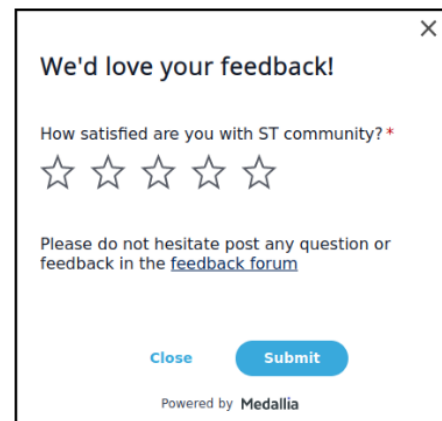 We'd love your feedback!
How satisfied are you with ST community? *
Please do not hesitate post any question or
feedback in the feedback forum
Close Submit
Powered by Medallia